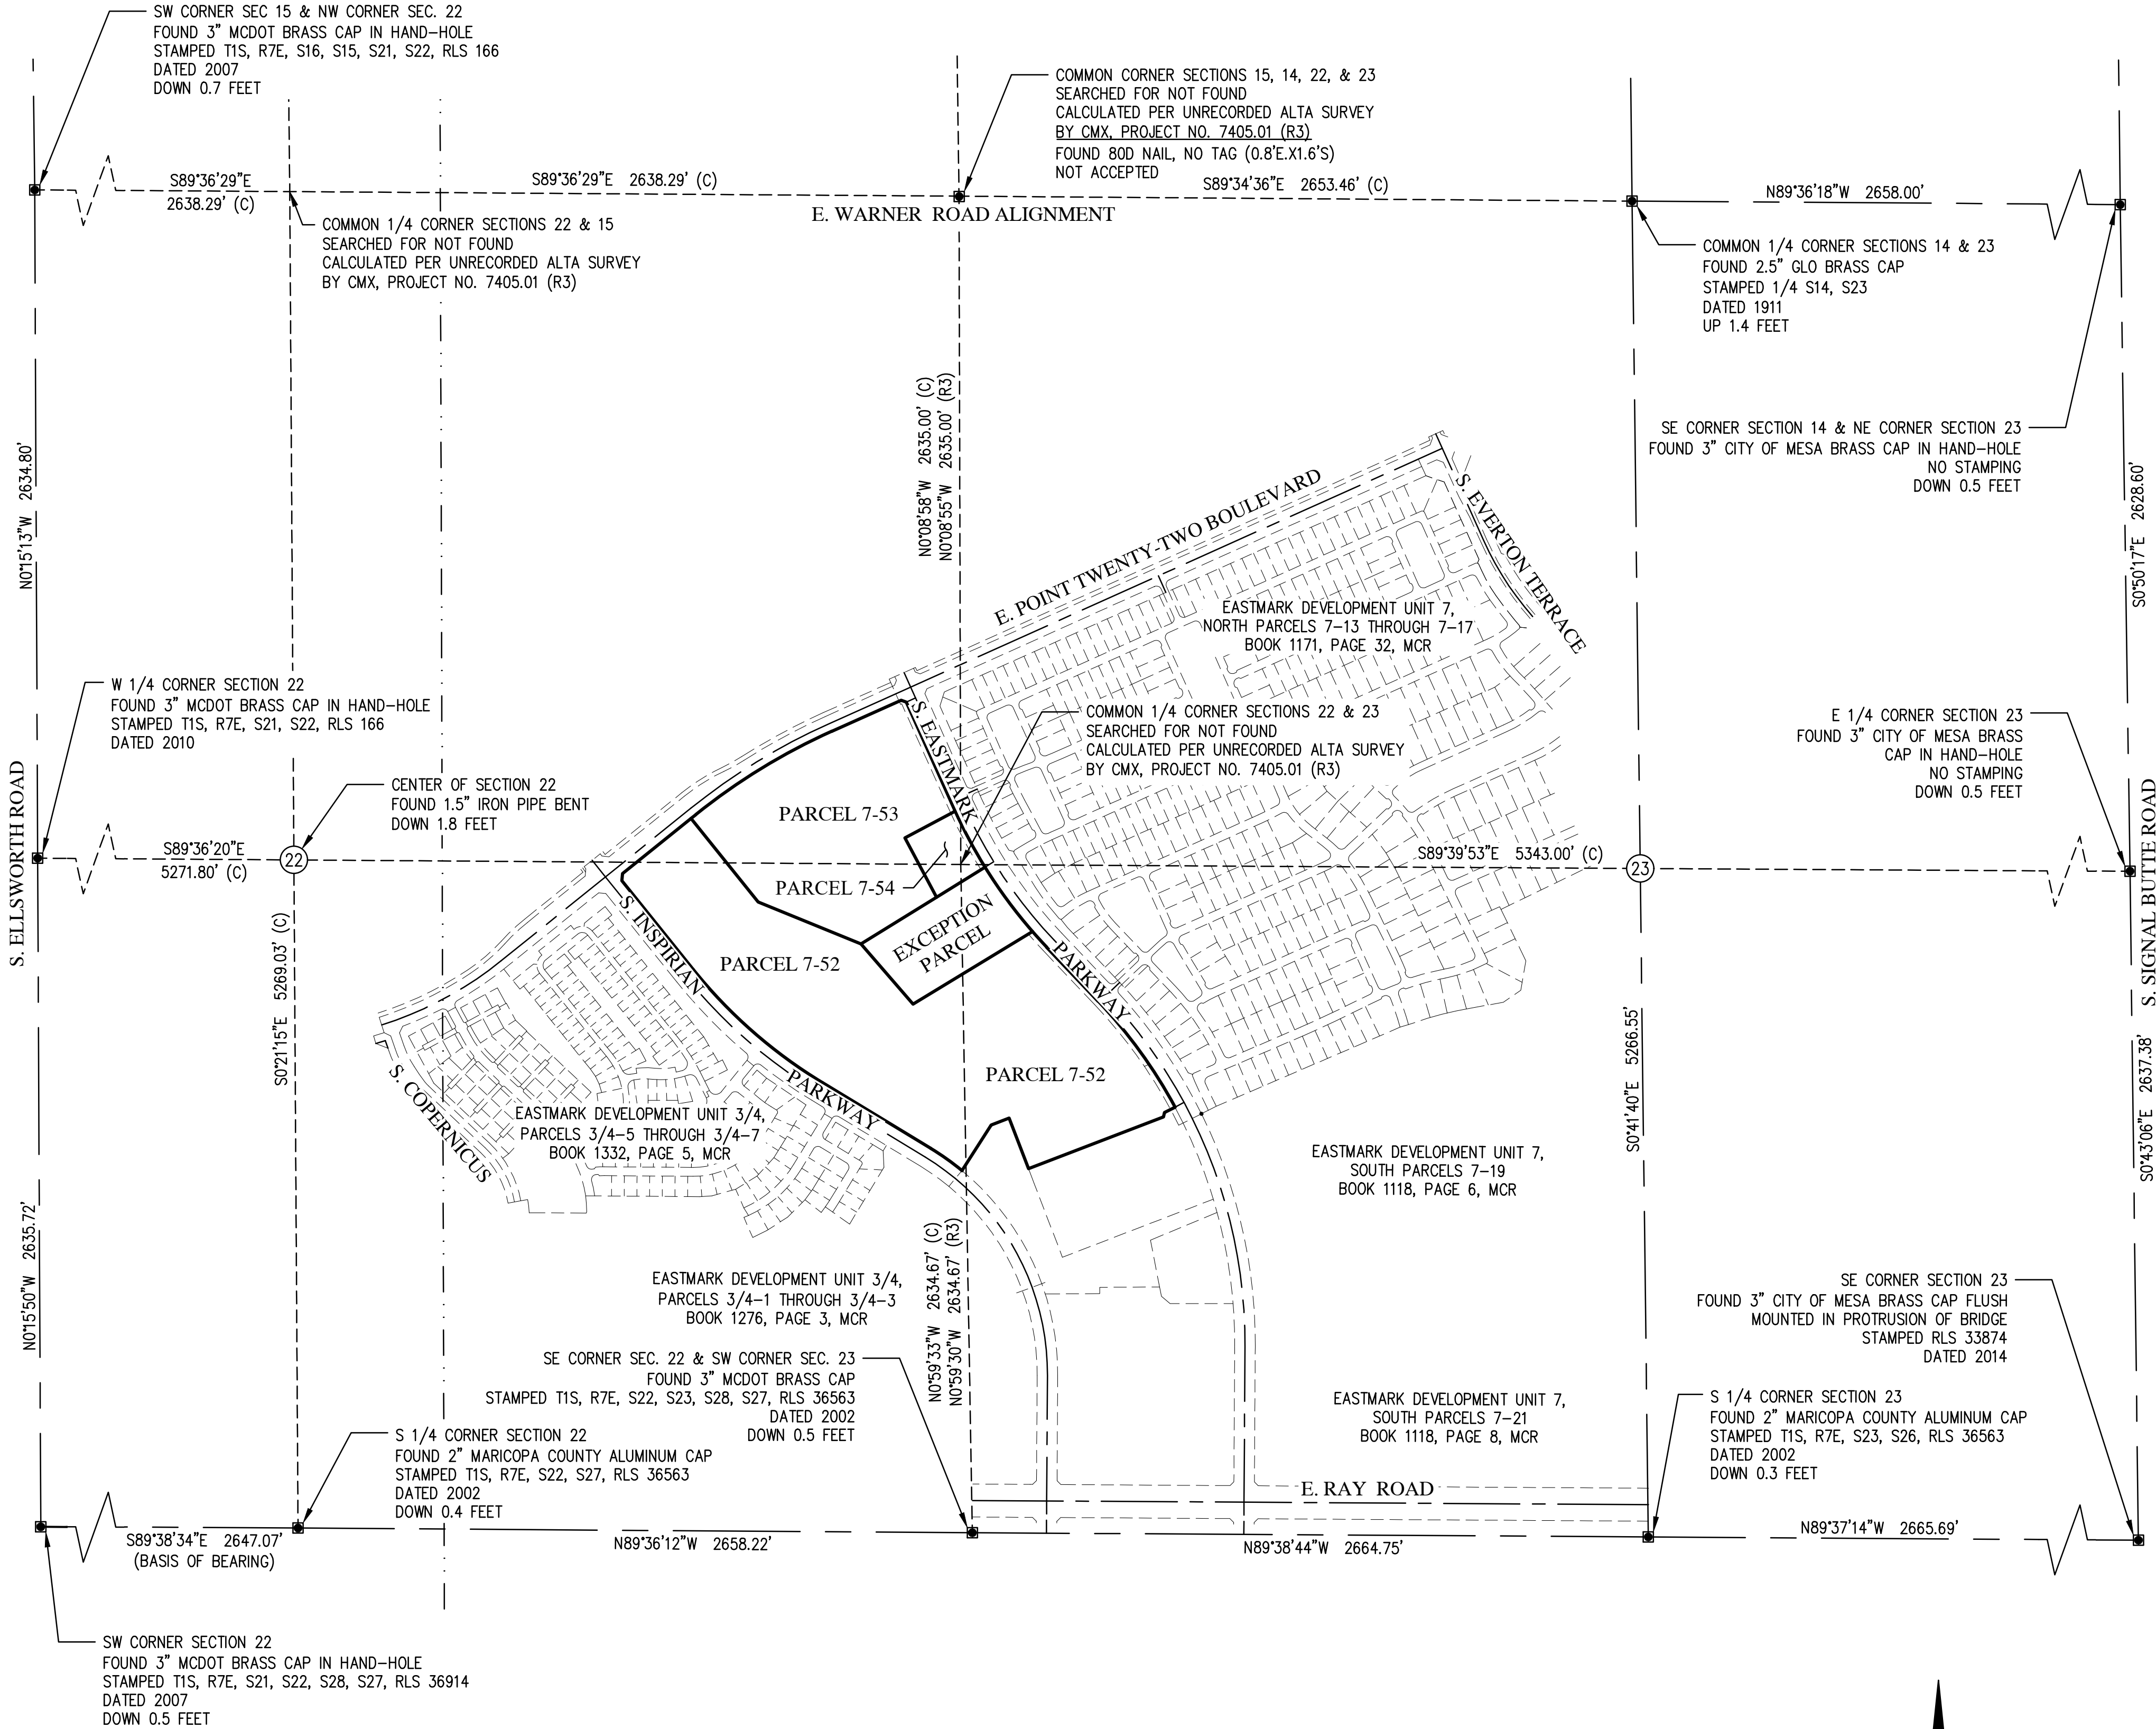 SW CORNER SEC 15 & NW CORNER SEC. 22
FOUND 3" MCDOT BRASS CAP IN HAND-HOLE
STAMPED T1S, R7E, S16, S15, S21, S22, RLS 166
DATED 2007
DOWN 0.7 FEET
COMMON CORNER SECTIONS 15, 14, 22, & 23
SEARCHED FOR NOT FOUND
CALCULATED PER UNRECORDED ALTA SURVEY
BY CMX, PROJECT NO. 7405.01 (R3)
FOUND 80D NAIL, NO TAG (0.8'E.X1.6'S)
NOT ACCEPTED
S89°36'29"E
2638.29' (C)
S89°36'29"E 2638.29' (C)
S89°34'36"E 2653.46' (C)
N89°36'18"W 2658.00'
E. WARNER ROAD ALIGNMENT
COMMON 1/4 CORNER SECTIONS 22 & 15
SEARCHED FOR NOT FOUND
CALCULATED PER UNRECORDED ALTA SURVEY
BY CMX, PROJECT NO. 7405.01 (R3)
COMMON 1/4 CORNER SECTIONS 14 & 23
FOUND 2.5" GLO BRASS CAP
STAMPED 1/4 S14, S23
DATED 1911
UP 1.4 FEET
N0°15'13"W 2634.80'
N0°08'58"W 2635.00' (C)
N0°08'55"W 2635.00' (R3)
SE CORNER SECTION 14 & NE CORNER SECTION 23
FOUND 3" CITY OF MESA BRASS CAP IN HAND-HOLE
NO STAMPING
DOWN 0.5 FEET
S0°50'17"E 2628.60'
E. POINT TWENTY-TWO BOULEVARD
S. EVERTON TERRACE
EASTMARK DEVELOPMENT UNIT 7,
NORTH PARCELS 7-13 THROUGH 7-17
BOOK 1171, PAGE 32, MCR
W 1/4 CORNER SECTION 22
FOUND 3" MCDOT BRASS CAP IN HAND-HOLE
STAMPED T1S, R7E, S21, S22, RLS 166
DATED 2010
COMMON 1/4 CORNER SECTIONS 22 & 23
SEARCHED FOR NOT FOUND
CALCULATED PER UNRECORDED ALTA SURVEY
BY CMX, PROJECT NO. 7405.01 (R3)
E 1/4 CORNER SECTION 23
FOUND 3" CITY OF MESA BRASS
CAP IN HAND-HOLE
NO STAMPING
DOWN 0.5 FEET
CENTER OF SECTION 22
FOUND 1.5" IRON PIPE BENT
DOWN 1.8 FEET
S. EASTMARK
PARKWAY
PARCEL 7-53
S. ELLSWORTH ROAD
S. SIGNAL BUTTE ROAD
S89°36'20"E
5271.80' (C)
22
S89°39'53"E 5343.00' (C)
23
PARCEL 7-54
EXCEPTION
PARCEL
S. INSPIRIAN
PARKWAY
PARCEL 7-52
S0°21'15"E 5269.03' (C)
S0°41'40"E 5266.55'
S0°43'06"E 2637.38'
PARCEL 7-52
S. COPERNICUS
EASTMARK DEVELOPMENT UNIT 3/4,
PARCELS 3/4-5 THROUGH 3/4-7
BOOK 1332, PAGE 5, MCR
EASTMARK DEVELOPMENT UNIT 7,
SOUTH PARCELS 7-19
BOOK 1118, PAGE 6, MCR
N0°15'50"W 2635.72'
N0°59'33"W 2634.67' (C)
N0°59'30"W 2634.67' (R3)
EASTMARK DEVELOPMENT UNIT 3/4,
PARCELS 3/4-1 THROUGH 3/4-3
BOOK 1276, PAGE 3, MCR
SE CORNER SECTION 23
FOUND 3" CITY OF MESA BRASS CAP FLUSH
MOUNTED IN PROTRUSION OF BRIDGE
STAMPED RLS 33874
DATED 2014
SE CORNER SEC. 22 & SW CORNER SEC. 23
FOUND 3" MCDOT BRASS CAP
STAMPED T1S, R7E, S22, S23, S28, S27, RLS 36563
DATED 2002
DOWN 0.5 FEET
EASTMARK DEVELOPMENT UNIT 7,
SOUTH PARCELS 7-21
BOOK 1118, PAGE 8, MCR
S 1/4 CORNER SECTION 23
FOUND 2" MARICOPA COUNTY ALUMINUM CAP
STAMPED T1S, R7E, S23, S26, RLS 36563
DATED 2002
DOWN 0.3 FEET
S 1/4 CORNER SECTION 22
FOUND 2" MARICOPA COUNTY ALUMINUM CAP
STAMPED T1S, R7E, S22, S27, RLS 36563
DATED 2002
DOWN 0.4 FEET
E. RAY ROAD
S89°38'34"E 2647.07'
(BASIS OF BEARING)
N89°36'12"W 2658.22'
N89°38'44"W 2664.75'
N89°37'14"W 2665.69'
SW CORNER SECTION 22
FOUND 3" MCDOT BRASS CAP IN HAND-HOLE
STAMPED T1S, R7E, S21, S22, S28, S27, RLS 36914
DATED 2007
DOWN 0.5 FEET